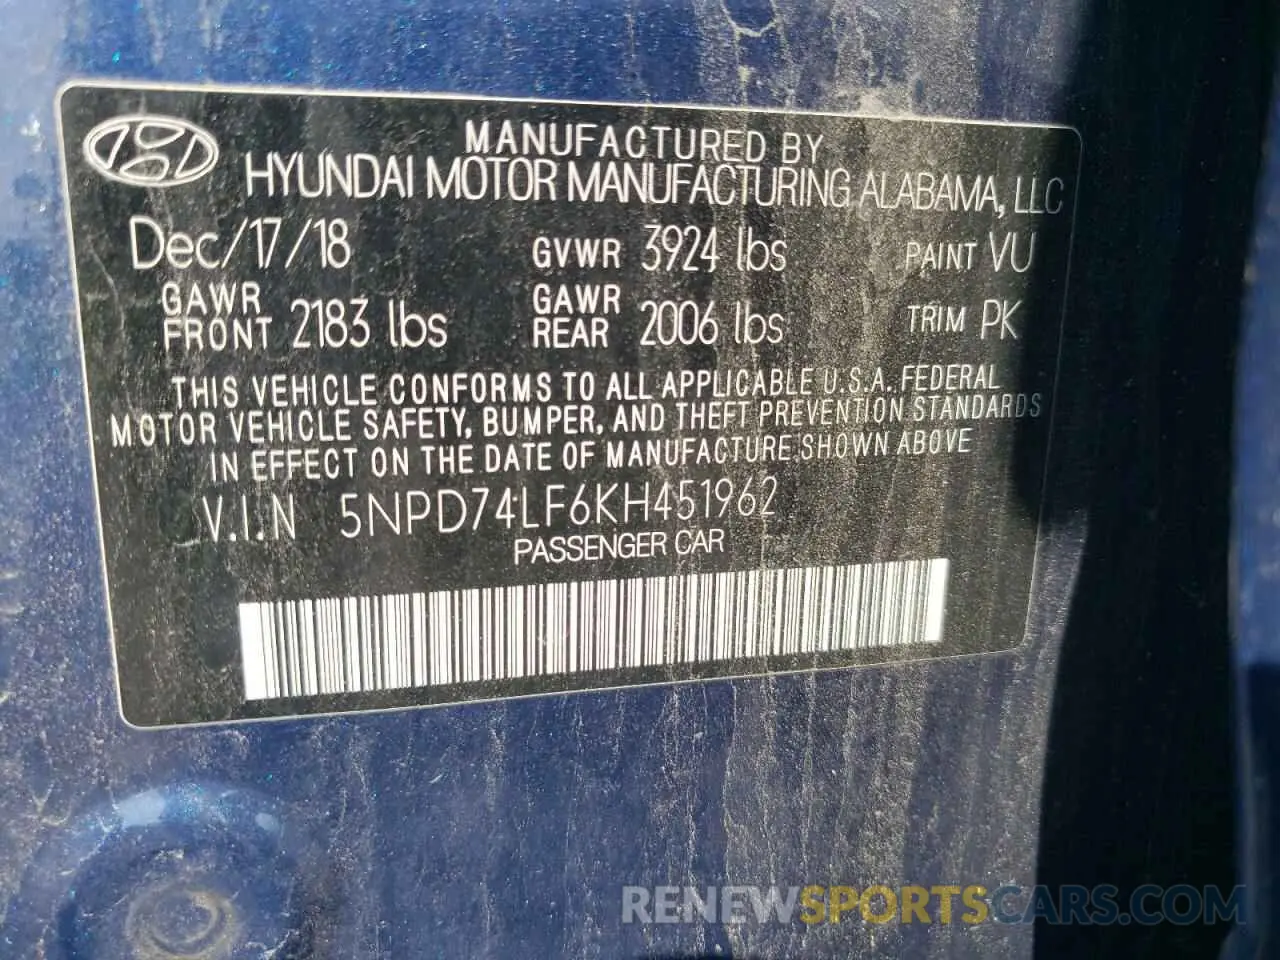 MANUFACTURED BY
HYUNDAI MOTOR MANUFACTURING ALABAMA, LLC
Dec/17/18 GVWR 3924 lbs PAINT VU
GAWR FRONT 2183 lbs GAWR REAR 2006 lbs TRIM PK
THIS VEHICLE CONFORMS TO ALL APPLICABLE U.S.A. FEDERAL
MOTOR VEHICLE SAFETY, BUMPER, AND THEFT PREVENTION STANDARDS
IN EFFECT ON THE DATE OF MANUFACTURE SHOWN ABOVE
V.I.N 5NPD74LF6KH451962
PASSENGER CAR
RENEWSPORTSCARS.COM